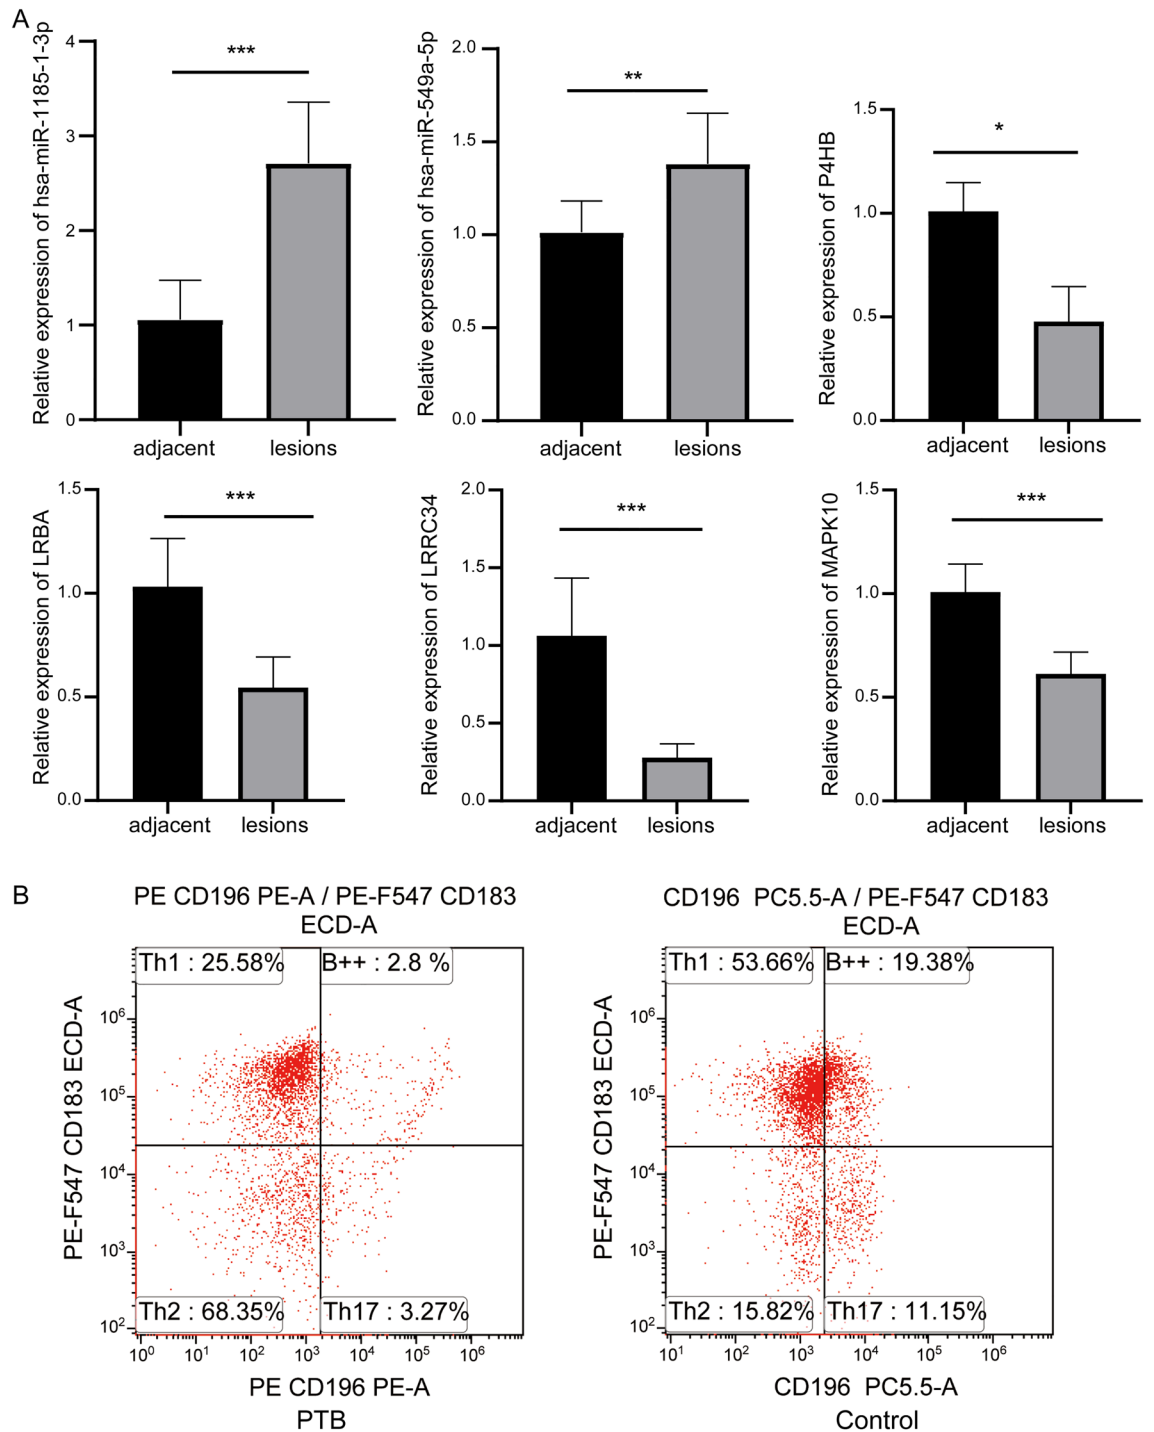 A
Relative expression of hsa-miR-1185-1-3p
4
3
2
1
0
***
adjacent
lesions
Relative expression of hsa-miR-549a-5p
2.0
1.5
1.0
0.5
0.0
**
adjacent
lesions
Relative expression of P4HB
1.5
1.0
0.5
0.0
*
adjacent
lesions
Relative expression of LRBA
1.5
1.0
0.5
0.0
***
adjacent
lesions
Relative expression of LRRC34
2.0
1.5
1.0
0.5
0.0
***
adjacent
lesions
Relative expression of MAPK10
1.5
1.0
0.5
0.0
***
adjacent
lesions
B
PE CD196 PE-A / PE-F547 CD183
ECD-A
Th1 : 25.58%
B++ : 2.8 %
PE-F547 CD183 ECD-A
10⁶
10⁵
10⁴
10³
10²
Th2 : 68.35%
Th17 : 3.27%
10⁰ 10¹ 10² 10³ 10⁴ 10⁵ 10⁶
PE CD196 PE-A
PTB
CD196 PC5.5-A / PE-F547 CD183
ECD-A
Th1 : 53.66%
B++ : 19.38%
PE-F547 CD183 ECD-A
10⁶
10⁵
10⁴
10³
10²
Th2 : 15.82%
Th17 : 11.15%
10¹ 10² 10³ 10⁴ 10⁵ 10⁶
CD196 PC5.5-A
Control